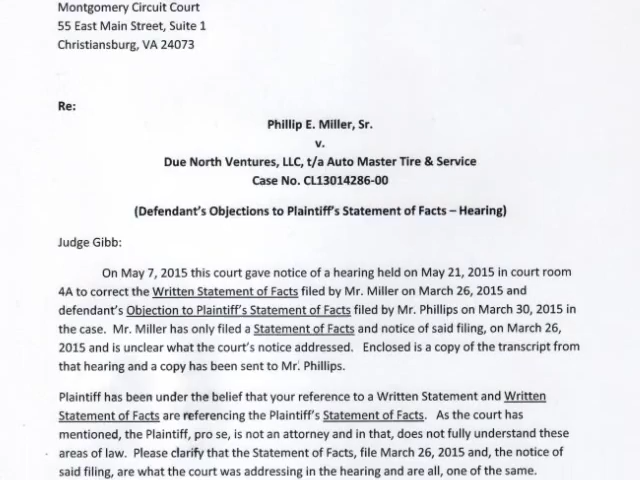 Montgomery Circuit Court
55 East Main Street, Suite 1
Christiansburg, VA 24073
Re:
Phillip E. Miller, Sr.
v.
Due North Ventures, LLC, t/a Auto Master Tire & Service
Case No. CL13014286-00
(Defendant's Objections to Plaintiff's Statement of Facts – Hearing)
Judge Gibb:
On May 7, 2015 this court gave notice of a hearing held on May 21, 2015 in court room
4A to correct the Written Statement of Facts filed by Mr. Miller on March 26, 2015 and
defendant's Objection to Plaintiff's Statement of Facts filed by Mr. Phillips on March 30, 2015 in
the case. Mr. Miller has only filed a Statement of Facts and notice of said filing, on March 26,
2015 and is unclear what the court's notice addressed. Enclosed is a copy of the transcript from
that hearing and a copy has been sent to Mr. Phillips.
Plaintiff has been under the belief that your reference to a Written Statement and Written
Statement of Facts are referencing the Plaintiff's Statement of Facts. As the court has
mentioned, the Plaintiff, pro se, is not an attorney and in that, does not fully understand these
areas of law. Please clarify that the Statement of Facts, file March 26, 2015 and, the notice of
said filing, are what the court was addressing in the hearing and are all, one of the same.